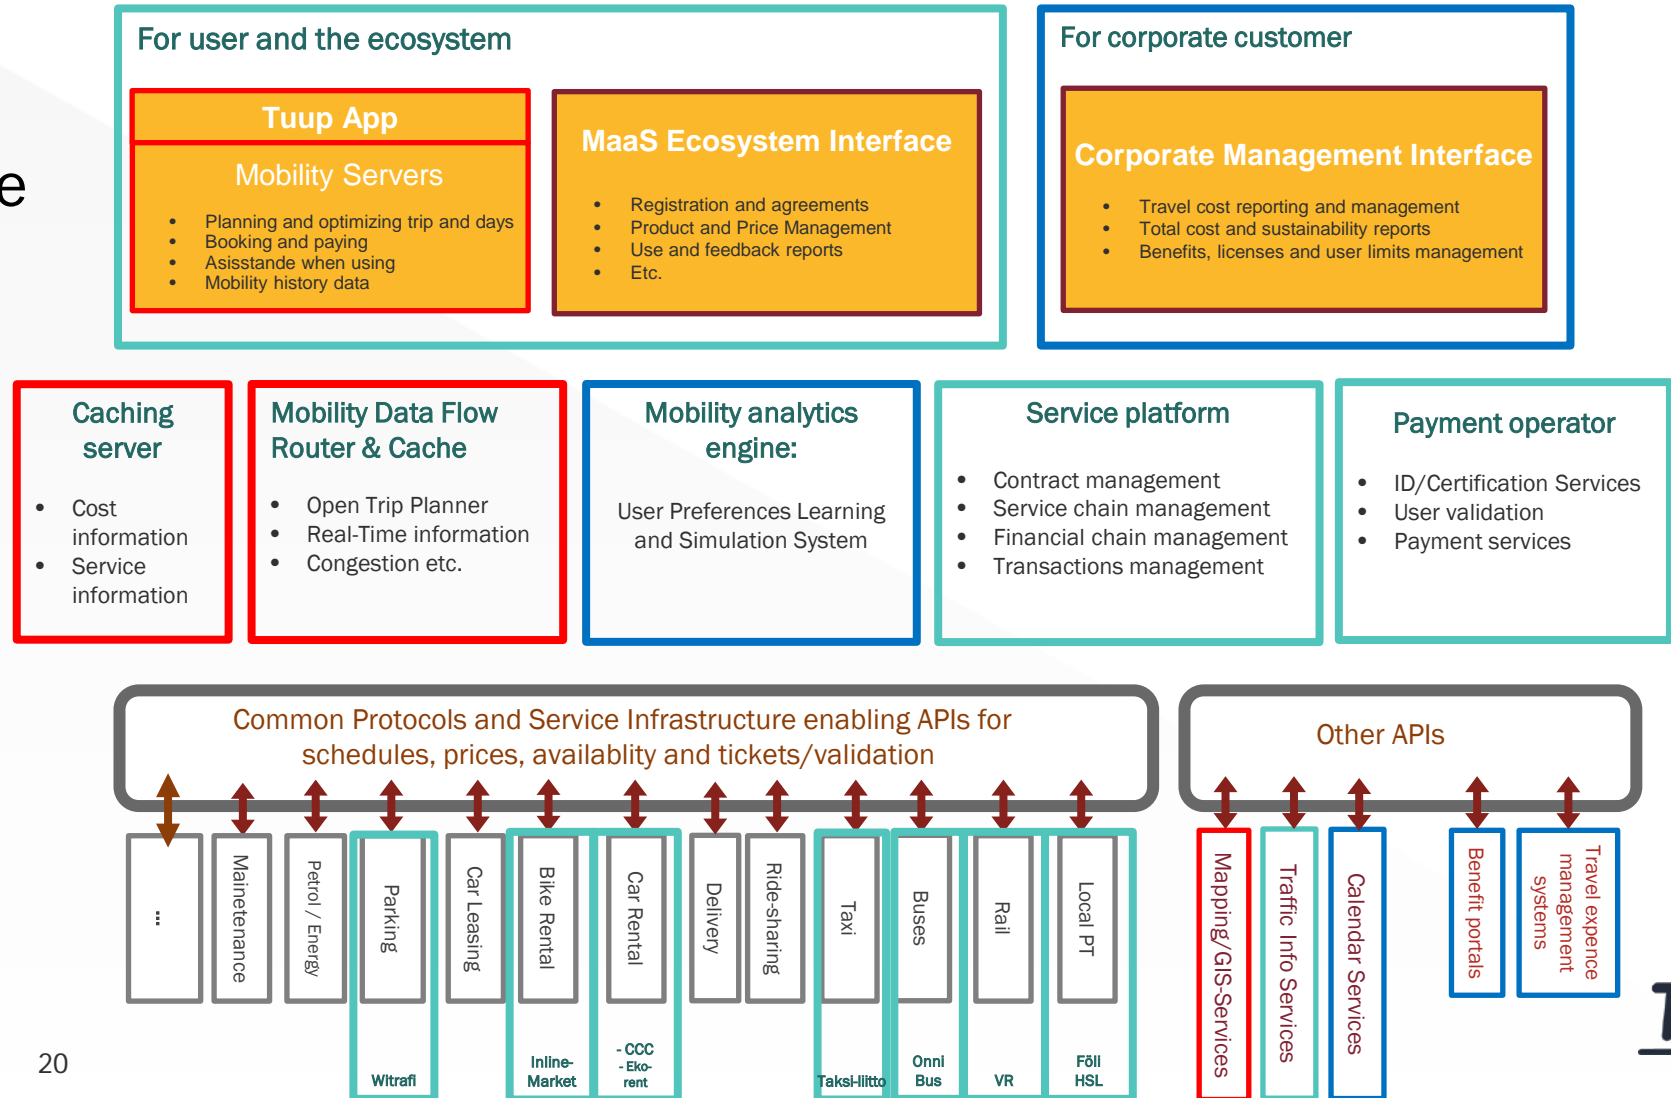 For user and the ecosystem
For corporate customer
Tuup App
Mobility Servers
• Planning and optimizing trip and days
• Booking and paying
• Asisstande when using
• Mobility history data
MaaS Ecosystem Interface
• Registration and agreements
• Product and Price Management
• Use and feedback reports
• Etc.
Corporate Management Interface
• Travel cost reporting and management
• Total cost and sustainability reports
• Benefits, licenses and user limits management
e
Caching
server
• Cost
information
• Service
information
Mobility Data Flow
Router & Cache
• Open Trip Planner
• Real-Time information
• Congestion etc.
Mobility analytics
engine:
User Preferences Learning
and Simulation System
Service platform
• Contract management
• Service chain management
• Financial chain management
• Transactions management
Payment operator
• ID/Certification Services
• User validation
• Payment services
Common Protocols and Service Infrastructure enabling APIs for
schedules, prices, availablity and tickets/validation
Other APIs
...
Mainetenance
Petrol / Energy
Parking
Car Leasing
Bike Rental
Car Rental
Delivery
Ride-sharing
Taxi
Buses
Rail
Local PT
Mapping/GIS-Services
Traffic Info Services
Calendar Services
Benefit portals
Travel expence
management
systems
Witrafi
Inline-
Market
- CCC
- Eko-
rent
Taksi-liitto
Onni
Bus
VR
Föli
HSL
20